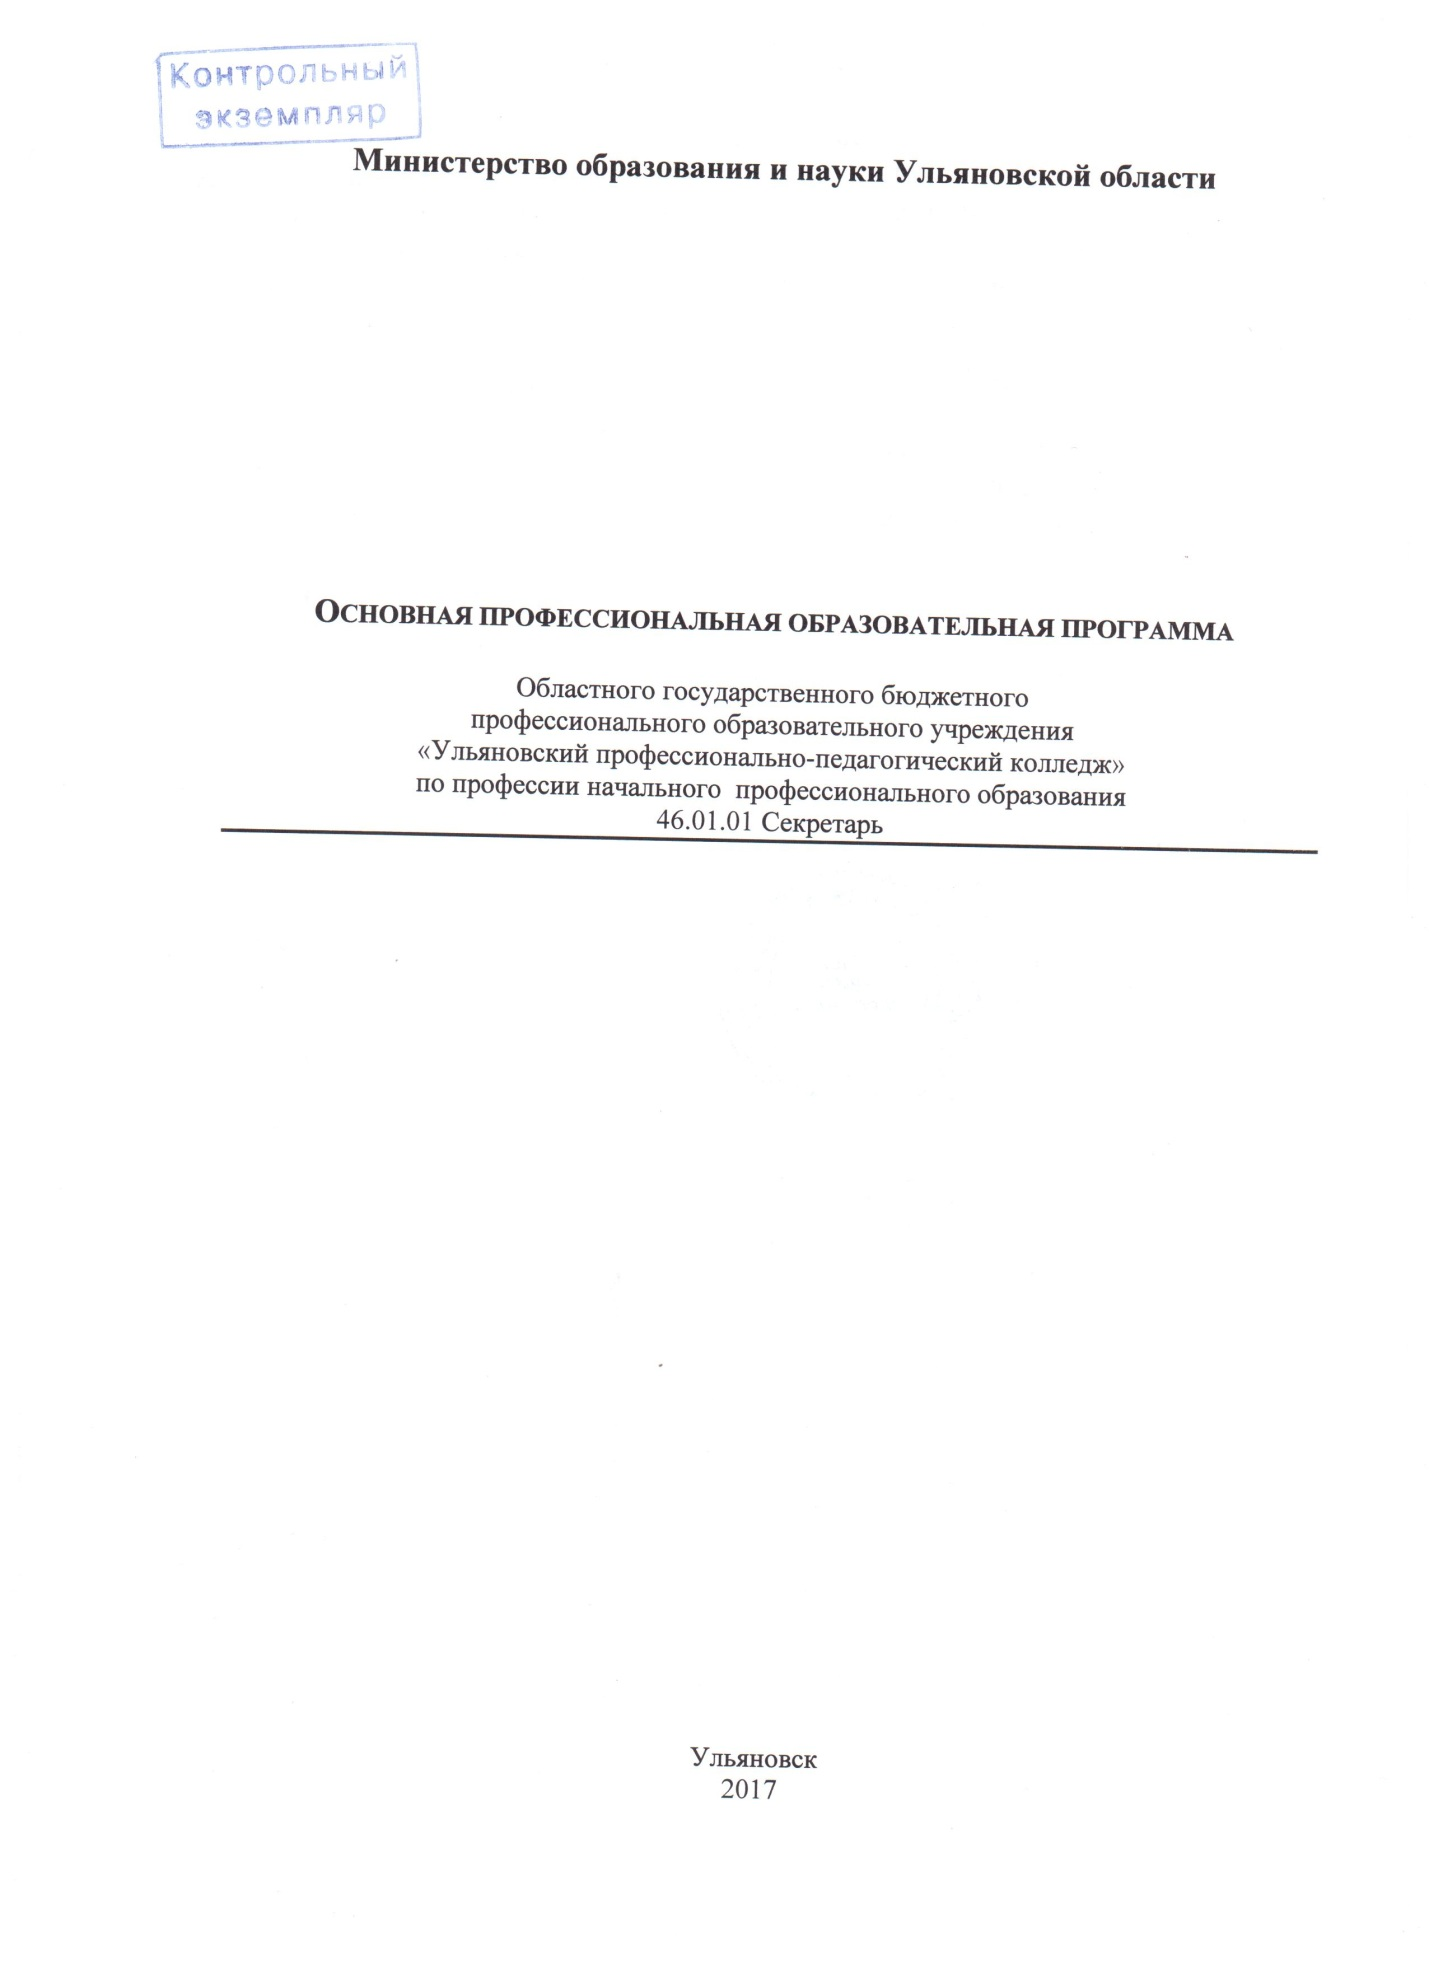 Контрольный
экземпляр
Министерство образования и науки Ульяновской области
ОСНОВНАЯ ПРОФЕССИОНАЛЬНАЯ ОБРАЗОВАТЕЛЬНАЯ ПРОГРАММА
Областного государственного бюджетного
профессионального образовательного учреждения
«Ульяновский профессионально-педагогический колледж»
по профессии начального  профессионального образования
46.01.01 Секретарь
Ульяновск
2017